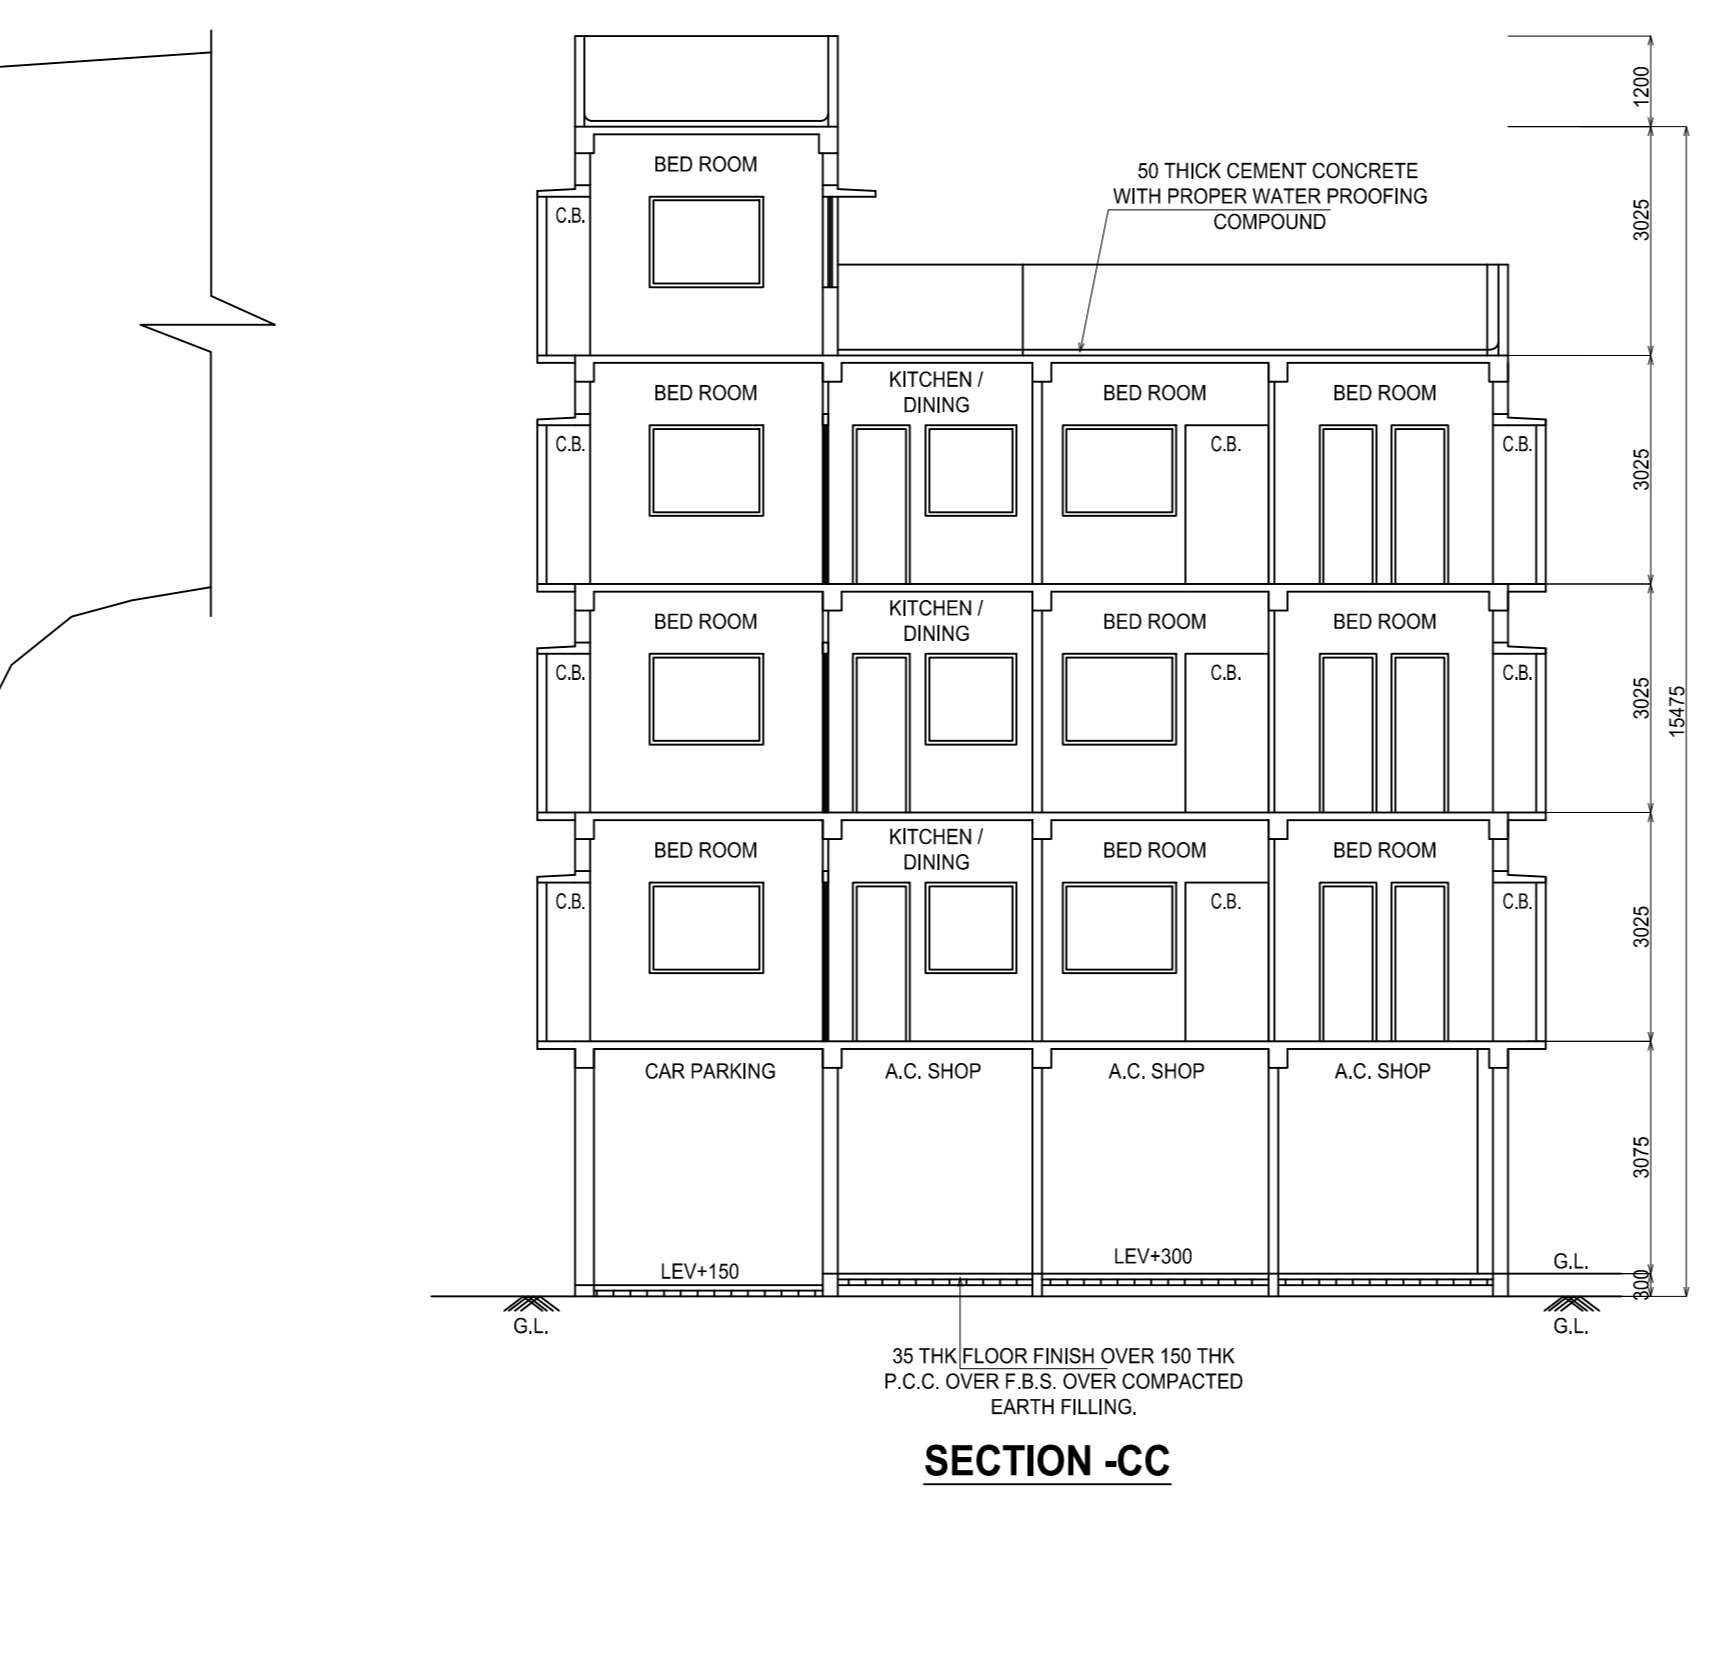 1200
BED ROOM
50 THICK CEMENT CONCRETE
WITH PROPER WATER PROOFING
COMPOUND
C.B.
3025
KITCHEN /
DINING
BED ROOM
BED ROOM
BED ROOM
C.B.
C.B.
C.B.
3025
KITCHEN /
DINING
BED ROOM
BED ROOM
BED ROOM
C.B.
C.B.
C.B.
3025
15475
KITCHEN /
DINING
BED ROOM
BED ROOM
BED ROOM
C.B.
C.B.
C.B.
3025
CAR PARKING
A.C. SHOP
A.C. SHOP
A.C. SHOP
3075
LEV+150
LEV+300
G.L.
300
G.L.
G.L.
35 THK FLOOR FINISH OVER 150 THK
P.C.C. OVER F.B.S. OVER COMPACTED
EARTH FILLING.
SECTION -CC